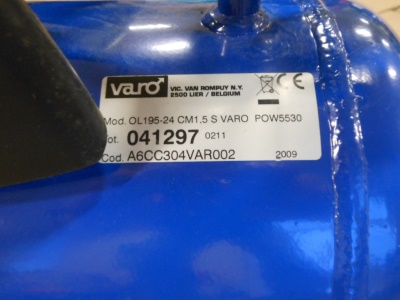 varo
VIC. VAN ROMPUY N.V.
2500 LIER / BELGIUM
Mod. OL195-24 CM1,5 S VARO POW5530
ot. 041297 0211
Cod. A6CC304VAR002 2009